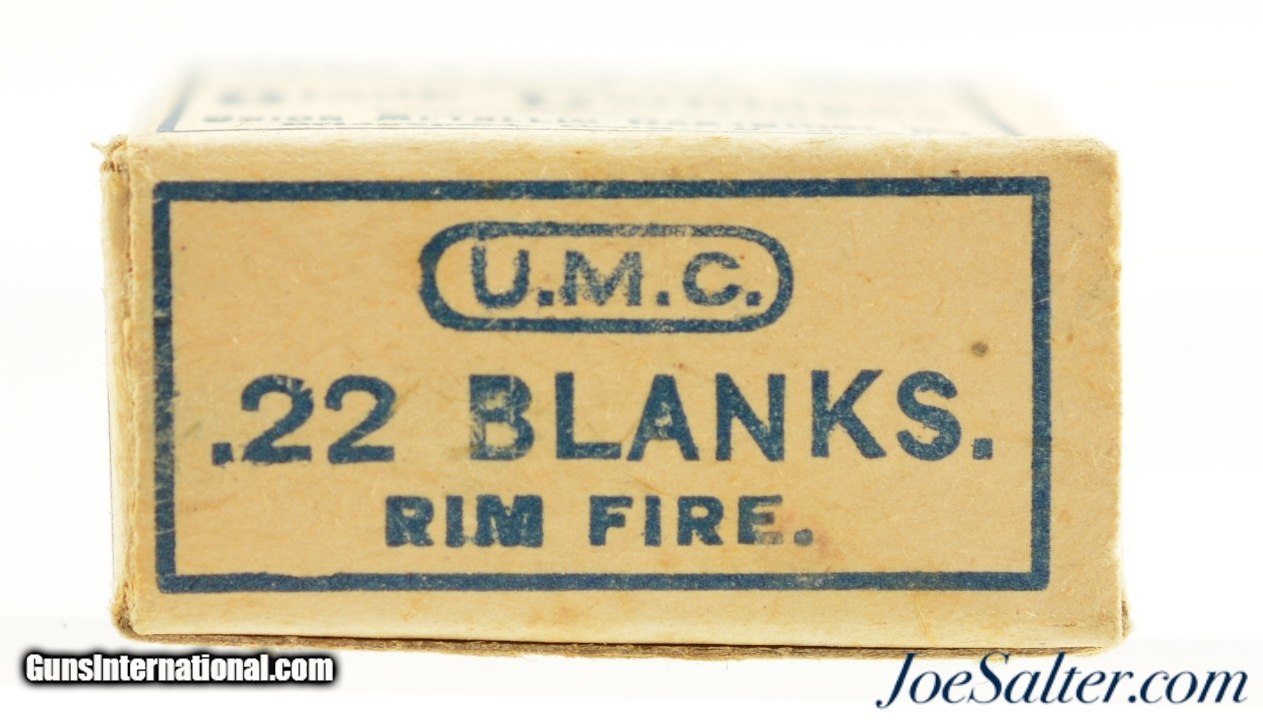 U.M.C.
.22 BLANKS.
RIM FIRE.
GunsInternational.com
JoeSalter.com